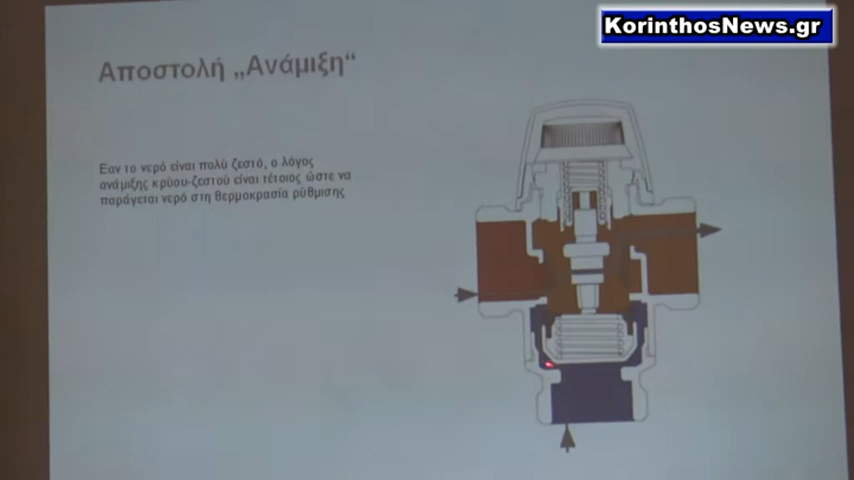 KorinthosNews.gr
Αποστολή „Ανάμιξη“
Εαν το νερό είναι πολύ ζεστό, ο λόγος
ανάμιξης κρύου-ζεστού είναι τέτοιος ώστε να
παράγεται νερό στη θερμοκρασία ρύθμισης